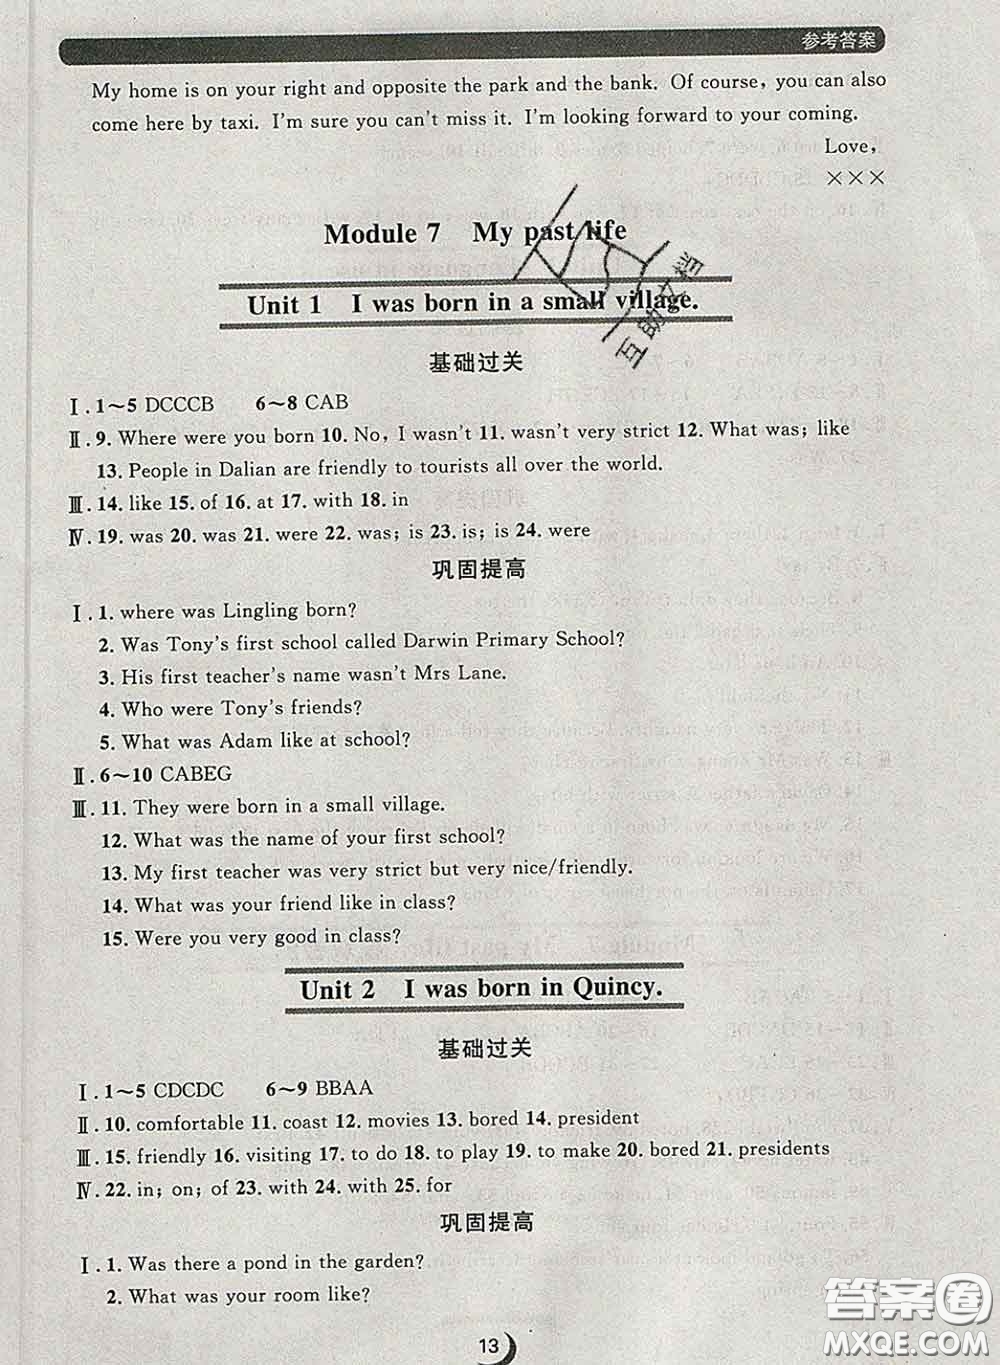 参考答案
My home is on your right and opposite the park and the bank. Of course, you can also
come here by taxi. I'm sure you can't miss it. I'm looking forward to your coming.
Love,
×××
Module 7 My past life
Unit 1 I was born in a small village.
基础过关
Ⅰ. 1～5 DCCCB 6～8 CAB
Ⅱ. 9. Where were you born 10. No, I wasn't 11. wasn't very strict 12. What was; like
13. People in Dalian are friendly to tourists all over the world.
Ⅲ. 14. like 15. of 16. at 17. with 18. in
Ⅳ. 19. was 20. was 21. were 22. was; is 23. is; is 24. were
巩固提高
Ⅰ. 1. where was Lingling born?
2. Was Tony's first school called Darwin Primary School?
3. His first teacher's name wasn't Mrs Lane.
4. Who were Tony's friends?
5. What was Adam like at school?
Ⅱ. 6～10 CABEG
Ⅲ. 11. They were born in a small village.
12. What was the name of your first school?
13. My first teacher was very strict but very nice/friendly.
14. What was your friend like in class?
15. Were you very good in class?
Unit 2 I was born in Quincy.
基础过关
Ⅰ. 1～5 CDCDC 6～9 BBAA
Ⅱ. 10. comfortable 11. coast 12. movies 13. bored 14. president
Ⅲ. 15. friendly 16. visiting 17. to do 18. to play 19. to make 20. bored 21. presidents
Ⅳ. 22. in; on; of 23. with 24. with 25. for
巩固提高
Ⅰ. 1. Was there a pond in the garden?
2. What was your room like?
13
答案圈
MXQE.COM